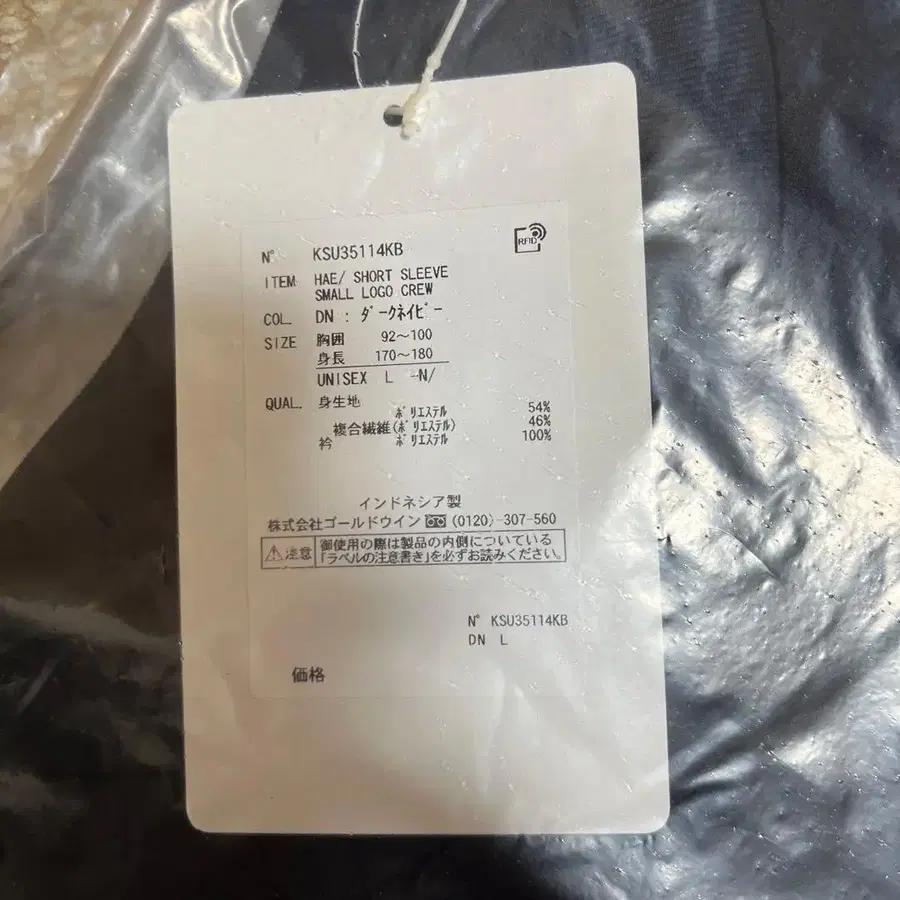 RFID
N° KSU35114KB
ITEM HAE/ SHORT SLEEVE
SMALL LOGO CREW
COL. DN : ダークネイビー
SIZE 胸囲 92～100
身長 170～180
UNISEX L -N/
QUAL. 身生地
ポリエステル 54%
複合繊維(ポリエステル) 46%
衿 ポリエステル 100%
インドネシア製
株式会社ゴールドウイン (0120)-307-560
注意 御使用の際は製品の内側についている
「ラベルの注意書き」を必ずお読みください。
N° KSU35114KB
DN L
価格